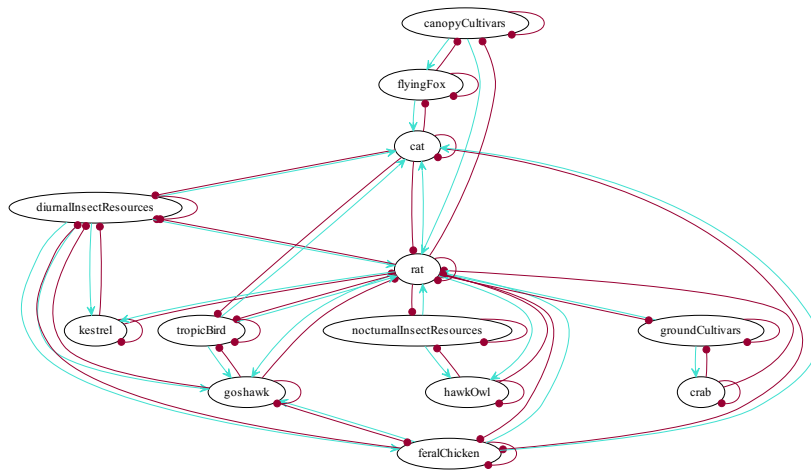 canopyCultivars
flyingFox
cat
diurnalInsectResources
rat
kestrel
tropicBird
nocturnalInsectResources
groundCultivars
goshawk
hawkOwl
crab
feralChicken